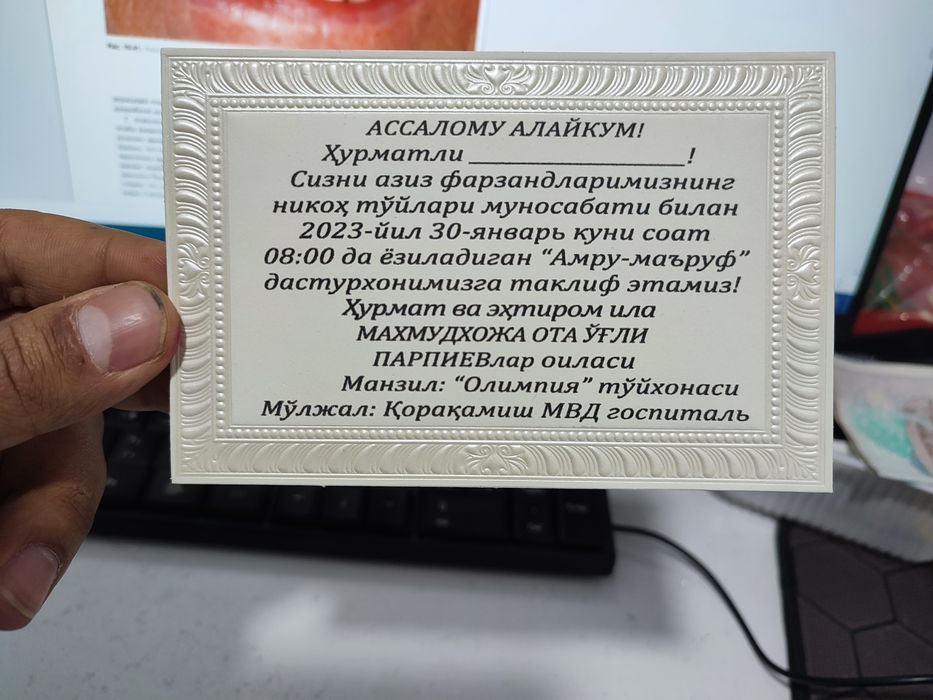 АССАЛОМУ АЛАЙКУМ!
Ҳурматли ___________________!
Сизни азиз фарзандларимизнинг
никоҳ тўйлари муносабати билан
2023-йил 30-январь куни соат
08:00 да ёзиладиган “Амру-маъруф”
дастурхонимизга таклиф этамиз!
Ҳурмат ва эҳтиром ила
МАХМУДХОЖА ОТА ЎҒЛИ
ПАРПИЕВлар оиласи
Манзил: “Олимпия” тўйхонаси
Мўлжал: Қорақамиш МВД госпиталь